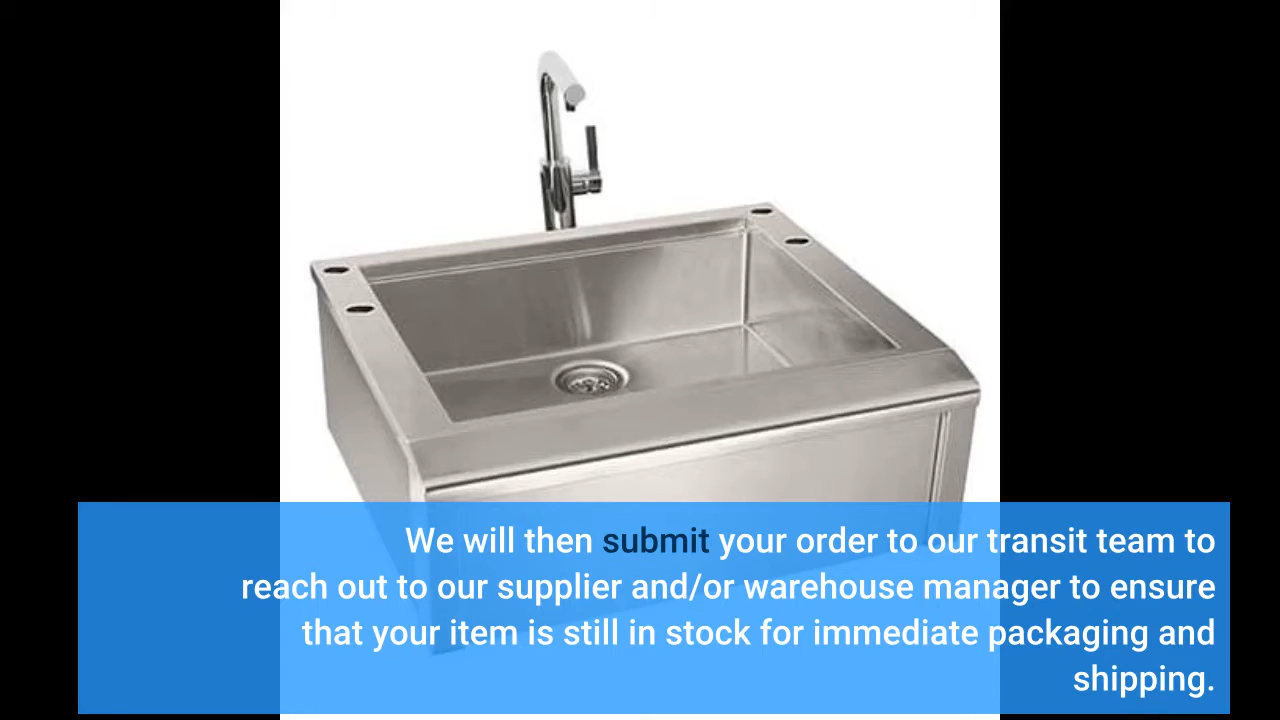 We will then submit your order to our transit team to
reach out to our supplier and/or warehouse manager to ensure
that your item is still in stock for immediate packaging and
shipping.